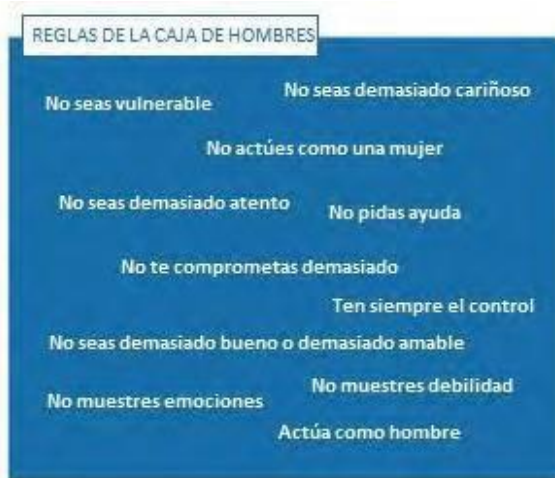 REGLAS DE LA CAJA DE HOMBRES
No seas demasiado cariñoso
No seas vulnerable
No actúes como una mujer
No seas demasiado atento
No pidas ayuda
No te comprometas demasiado
Ten siempre el control
No seas demasiado bueno o demasiado amable
No muestres debilidad
No muestres emociones
Actúa como hombre